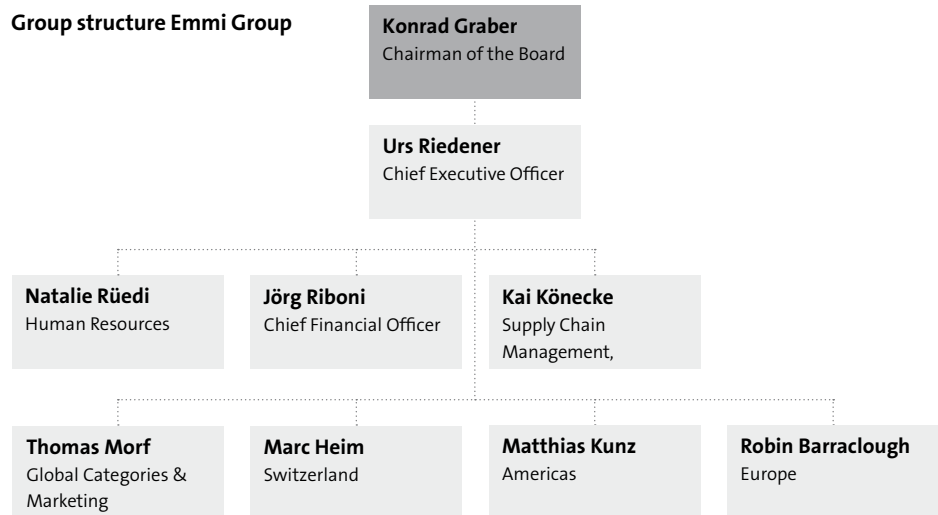 Group structure Emmi Group
Konrad Graber
Chairman of the Board
Urs Riedener
Chief Executive Officer
Natalie Rüedi
Human Resources
Jörg Riboni
Chief Financial Officer
Kai Könecke
Supply Chain
Management,
Thomas Morf
Global Categories &
Marketing
Marc Heim
Switzerland
Matthias Kunz
Americas
Robin Barraclough
Europe